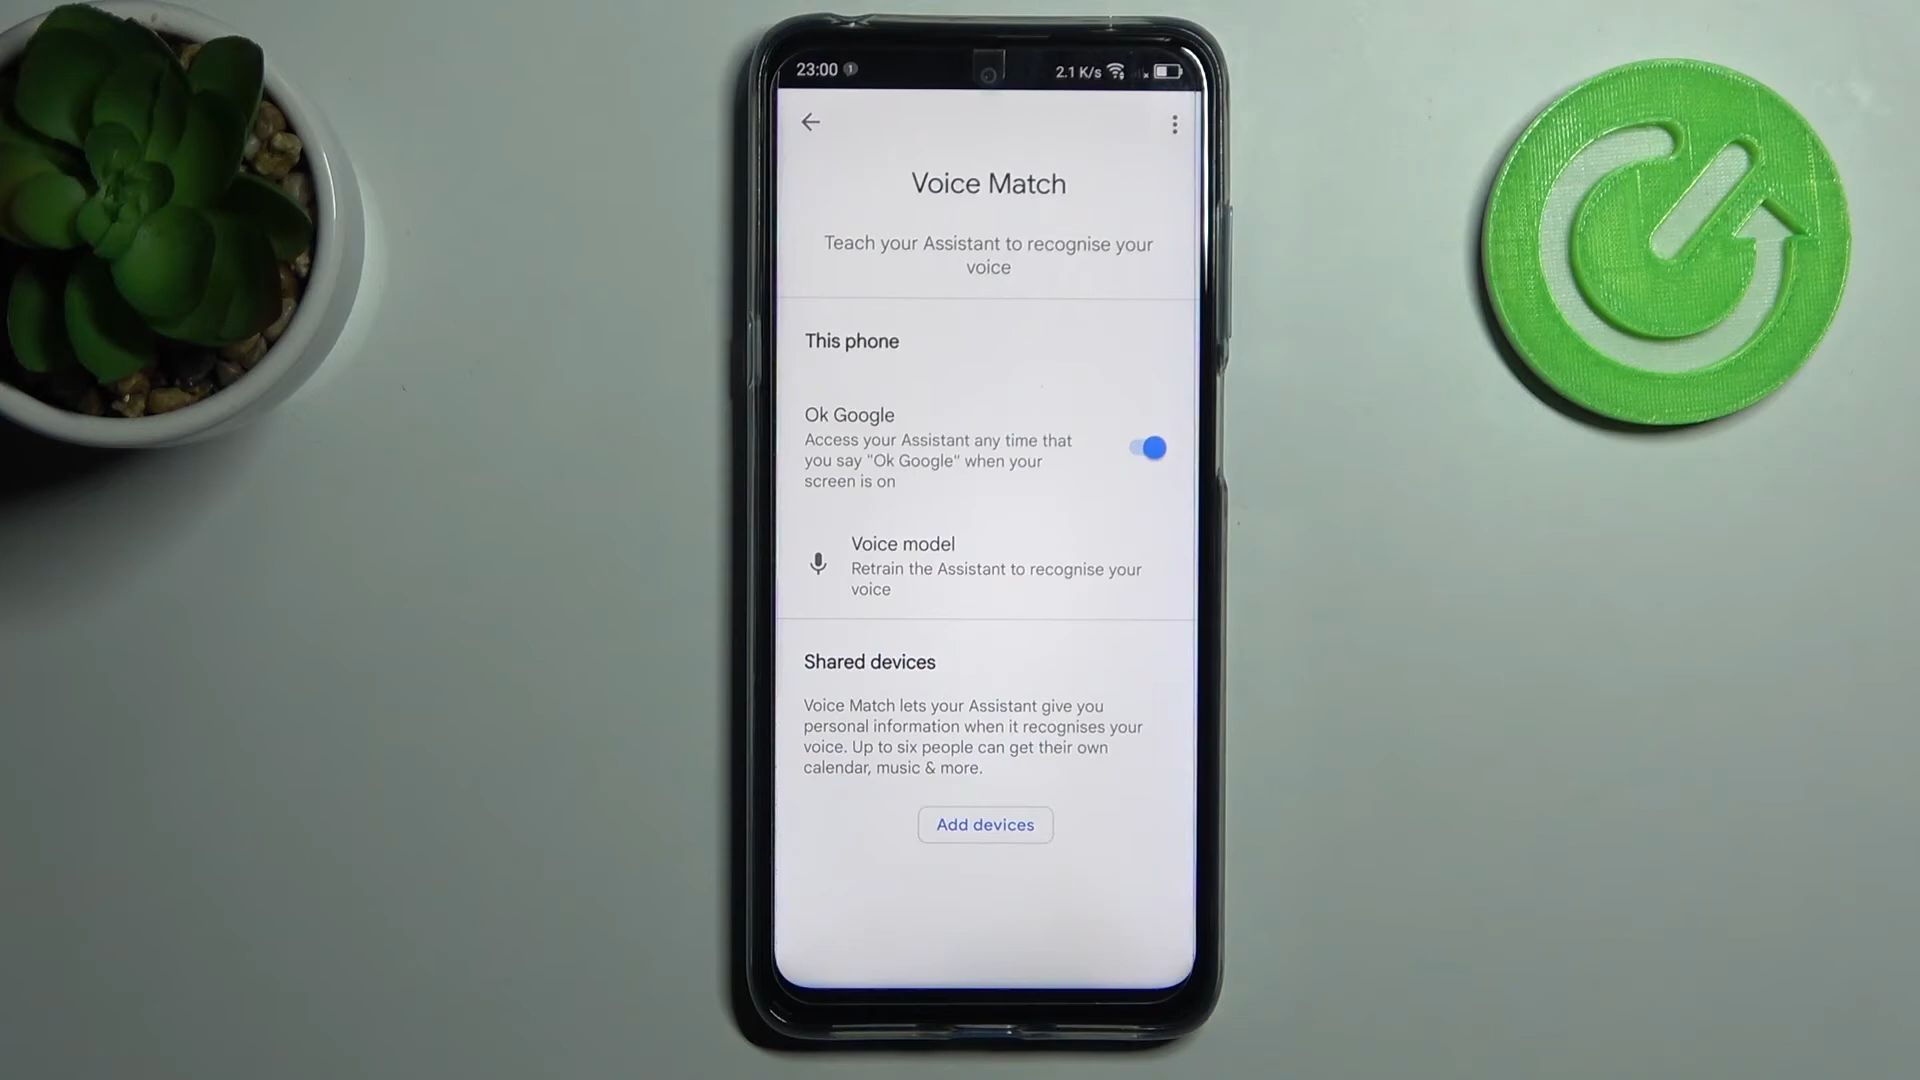 23:00 1
2.1 K/s
Voice Match
Teach your Assistant to recognise your
voice
This phone
Ok Google
Access your Assistant any time that
you say "Ok Google" when your
screen is on
Voice model
Retrain the Assistant to recognise your
voice
Shared devices
Voice Match lets your Assistant give you
personal information when it recognises your
voice. Up to six people can get their own
calendar, music & more.
Add devices